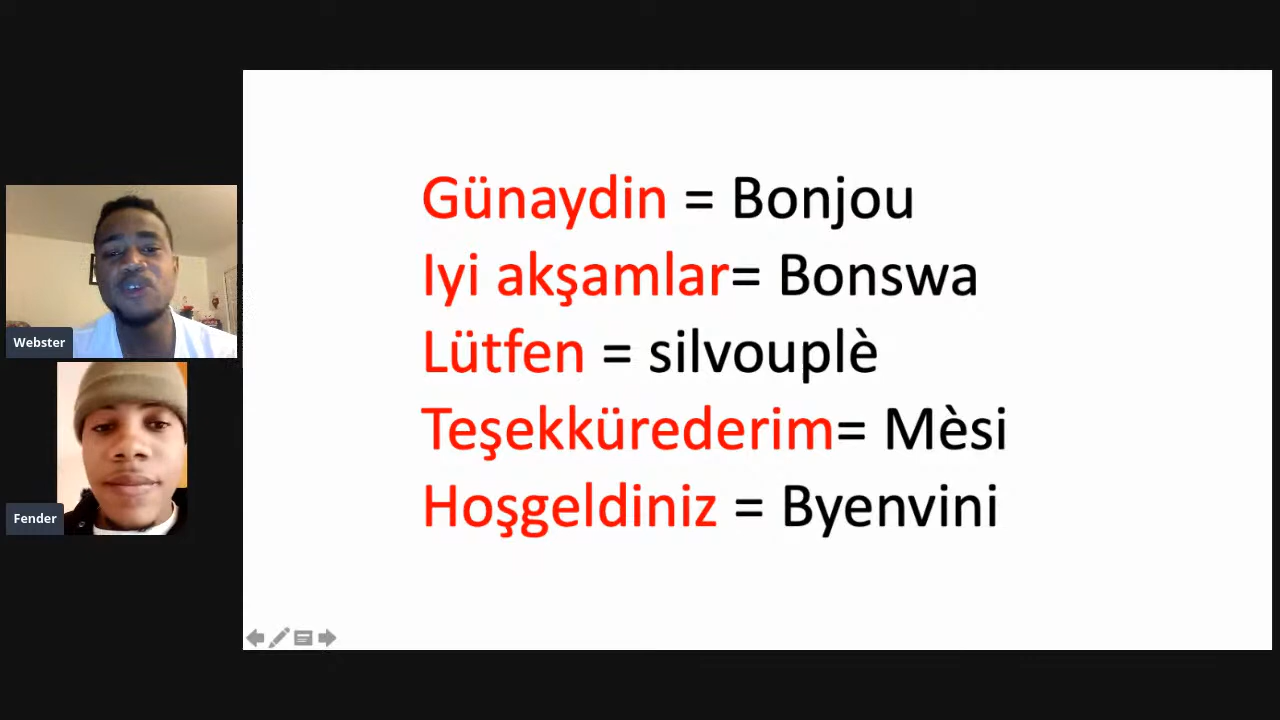 Webster
Fender
Günaydin = Bonjou
Iyi akşamlar= Bonswa
Lütfen = silvouplè
Teşekkürederim= Mèsi
Hoşgeldiniz = Byenvini